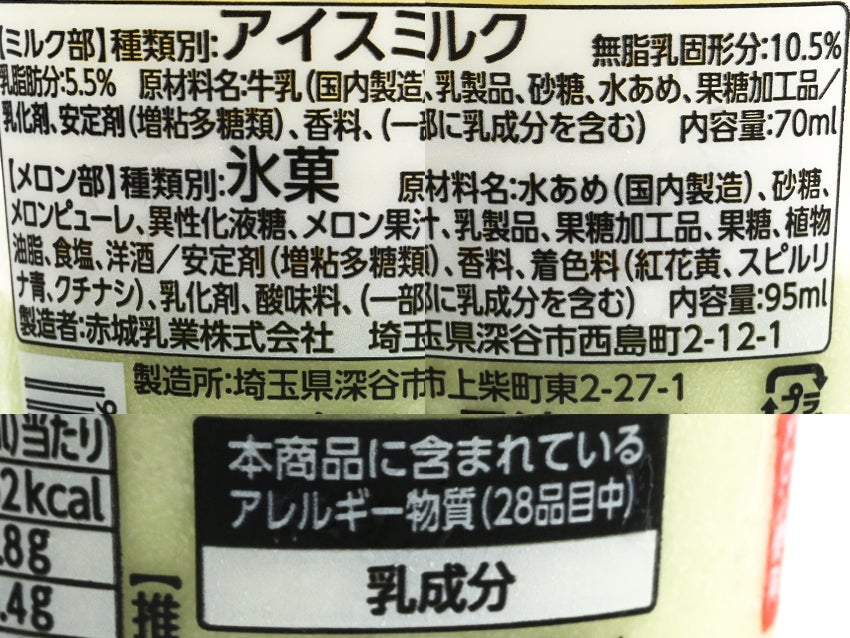 【ミルク部】種類別:アイスミルク 無脂乳固形分:10.5%
乳脂肪分:5.5% 原材料名:牛乳(国内製造)、乳製品、砂糖、水あめ、果糖加工品/
乳化剤、安定剤(増粘多糖類)、香料、(一部に乳成分を含む) 内容量:70ml
【メロン部】種類別:氷菓 原材料名:水あめ(国内製造)、砂糖、
メロンピューレ、異性化液糖、メロン果汁、乳製品、果糖加工品、果糖、植物
油脂、食塩、洋酒/安定剤(増粘多糖類)、香料、着色料(紅花黄、スピルリ
ナ青、クチナシ)、乳化剤、酸味料、(一部に乳成分を含む) 内容量:95ml
製造者:赤城乳業株式会社 埼玉県深谷市西島町2-12-1
製造所:埼玉県深谷市上柴町東2-27-1
プラ
当たり
2kcal
.8g
.4g
本商品に含まれている
アレルギー物質(28品目中)
乳成分
【推